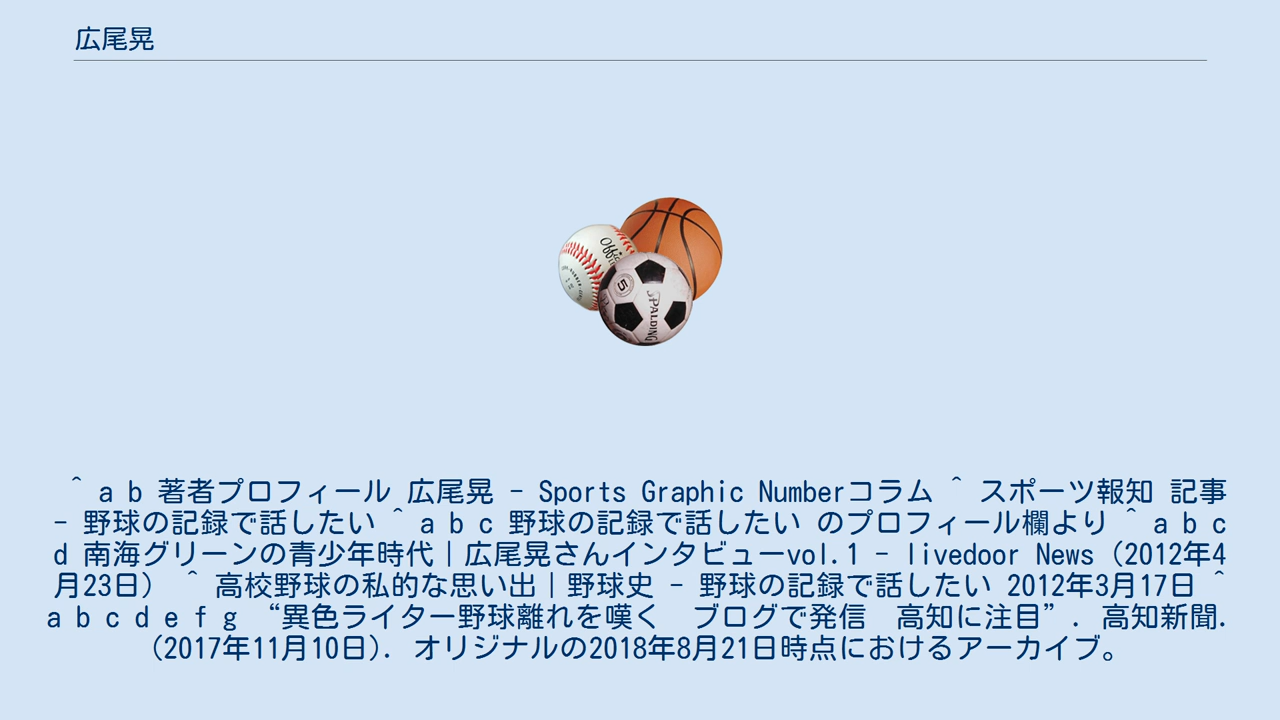 広尾晃
Offici
5
SPALDING
^ a b 著者プロフィール 広尾晃 - Sports Graphic Numberコラム ^ スポーツ報知 記事
- 野球の記録で話したい ^ a b c 野球の記録で話したい のプロフィール欄より ^ a b c
d 南海グリーンの青少年時代｜広尾晃さんインタビューvol.1 - livedoor News（2012年4
月23日） ^ 高校野球の私的な思い出｜野球史 - 野球の記録で話したい 2012年3月17日 ^
a b c d e f g “異色ライター野球離れを嘆く　ブログで発信　高知に注目”. 高知新聞.
（2017年11月10日）. オリジナルの2018年8月21日時点におけるアーカイブ。